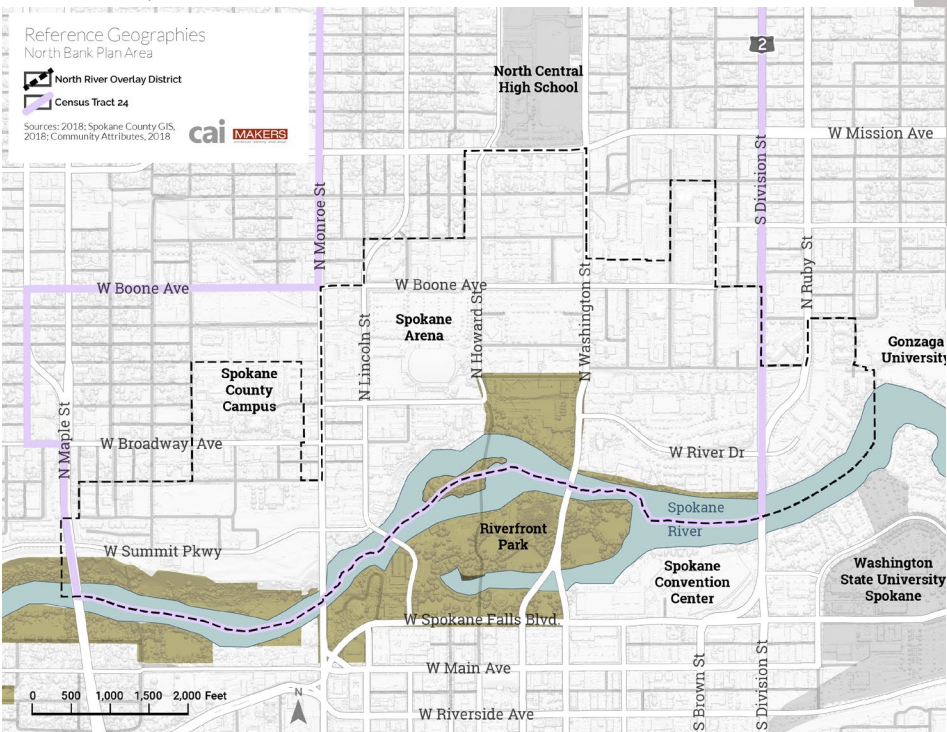 Reference Geographies
North Bank Plan Area
North River Overlay District
Census Tract 24
Sources: 2018; Spokane County GIS,
2018; Community Attributes, 2018
cai
MAKERS
2
North Central
High School
W Mission Ave
S Division St
N Monroe St
N Ruby St
W Boone Ave
W Boone Ave
Spokane
Arena
N Lincoln St
N Howard St
N Washington St
Gonzaga
University
Spokane
County
Campus
N Maple St
W Broadway Ave
W River Dr
Spokane
River
Riverfront
Park
W Summit Pkwy
Spokane
Convention
Center
Washington
State University
Spokane
W Spokane Falls Blvd.
W Main Ave
S Brown St
S Division St
0 500 1,000 1,500 2,000 Feet
N
W Riverside Ave